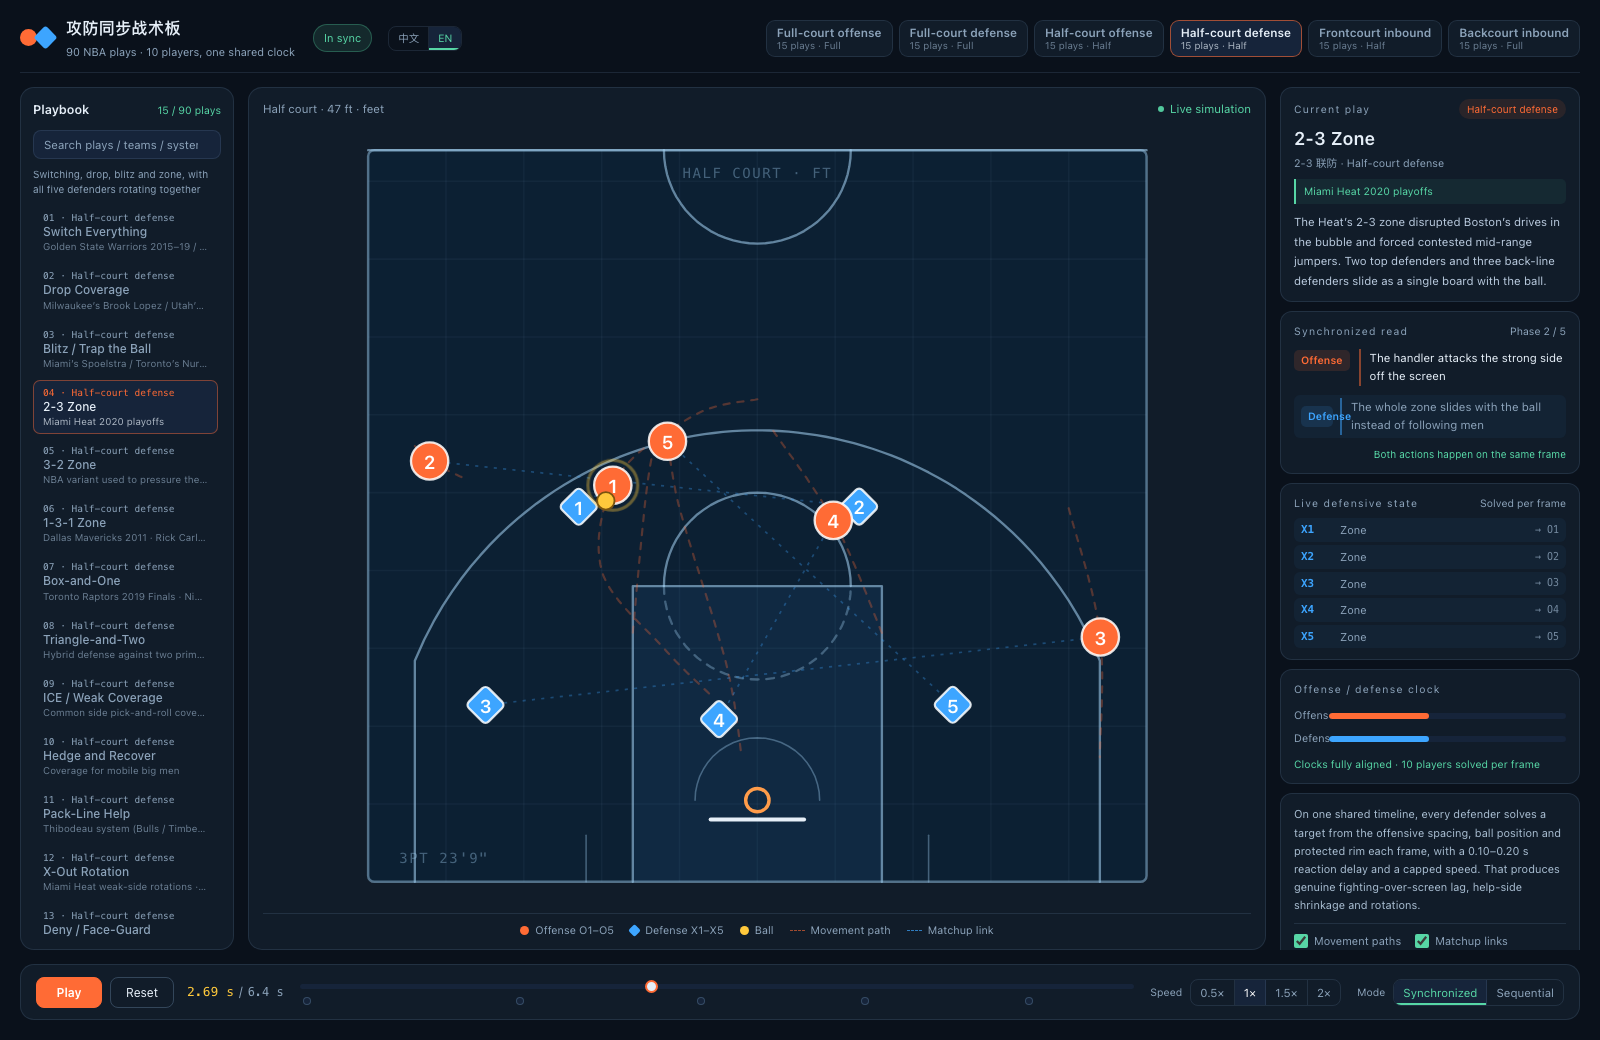 攻防同步战术板
90 NBA plays · 10 players, one shared clock
In sync
中文
EN
Full-court offense
15 plays · Full
Full-court defense
15 plays · Full
Half-court offense
15 plays · Half
Half-court defense
15 plays · Half
Frontcourt inbound
15 plays · Half
Backcourt inbound
15 plays · Full
Playbook
15 / 90 plays
Search plays / teams / syster
Switching, drop, blitz and zone, with
all five defenders rotating together
01 · Half-court defense
Switch Everything
Golden State Warriors 2015–19 / ...
02 · Half-court defense
Drop Coverage
Milwaukee's Brook Lopez / Utah'...
03 · Half-court defense
Blitz / Trap the Ball
Miami's Spoelstra / Toronto's Nur...
04 · Half-court defense
2-3 Zone
Miami Heat 2020 playoffs
05 · Half-court defense
3-2 Zone
NBA variant used to pressure the...
06 · Half-court defense
1-3-1 Zone
Dallas Mavericks 2011 · Rick Carl...
07 · Half-court defense
Box-and-One
Toronto Raptors 2019 Finals · Ni...
08 · Half-court defense
Triangle-and-Two
Hybrid defense against two prim...
09 · Half-court defense
ICE / Weak Coverage
Common side pick-and-roll cove...
10 · Half-court defense
Hedge and Recover
Coverage for mobile big men
11 · Half-court defense
Pack-Line Help
Thibodeau system (Bulls / Timbe...
12 · Half-court defense
X-Out Rotation
Miami Heat weak-side rotations ·...
13 · Half-court defense
Deny / Face-Guard
Half court · 47 ft · feet
Live simulation
HALF COURT · FT
5
2
1
1
4
2
3
3
4
5
3PT 23'9"
Offense O1–O5
Defense X1–X5
Ball
Movement path
Matchup link
Current play
Half-court defense
2-3 Zone
2-3 联防 · Half-court defense
Miami Heat 2020 playoffs
The Heat's 2-3 zone disrupted Boston's drives in
the bubble and forced contested mid-range
jumpers. Two top defenders and three back-line
defenders slide as a single board with the ball.
Synchronized read
Phase 2 / 5
Offense
The handler attacks the strong side
off the screen
Defense
The whole zone slides with the ball
instead of following men
Both actions happen on the same frame
Live defensive state
Solved per frame
X1 Zone → O1
X2 Zone → O2
X3 Zone → O3
X4 Zone → O4
X5 Zone → O5
Offense / defense clock
Offens
Defens
Clocks fully aligned · 10 players solved per frame
On one shared timeline, every defender solves a
target from the offensive spacing, ball position and
protected rim each frame, with a 0.10–0.20 s
reaction delay and a capped speed. That produces
genuine fighting-over-screen lag, help-side
shrinkage and rotations.
Movement paths
Matchup links
Play
Reset
2.69 s / 6.4 s
Speed
0.5×
1×
1.5×
2×
Mode
Synchronized
Sequential